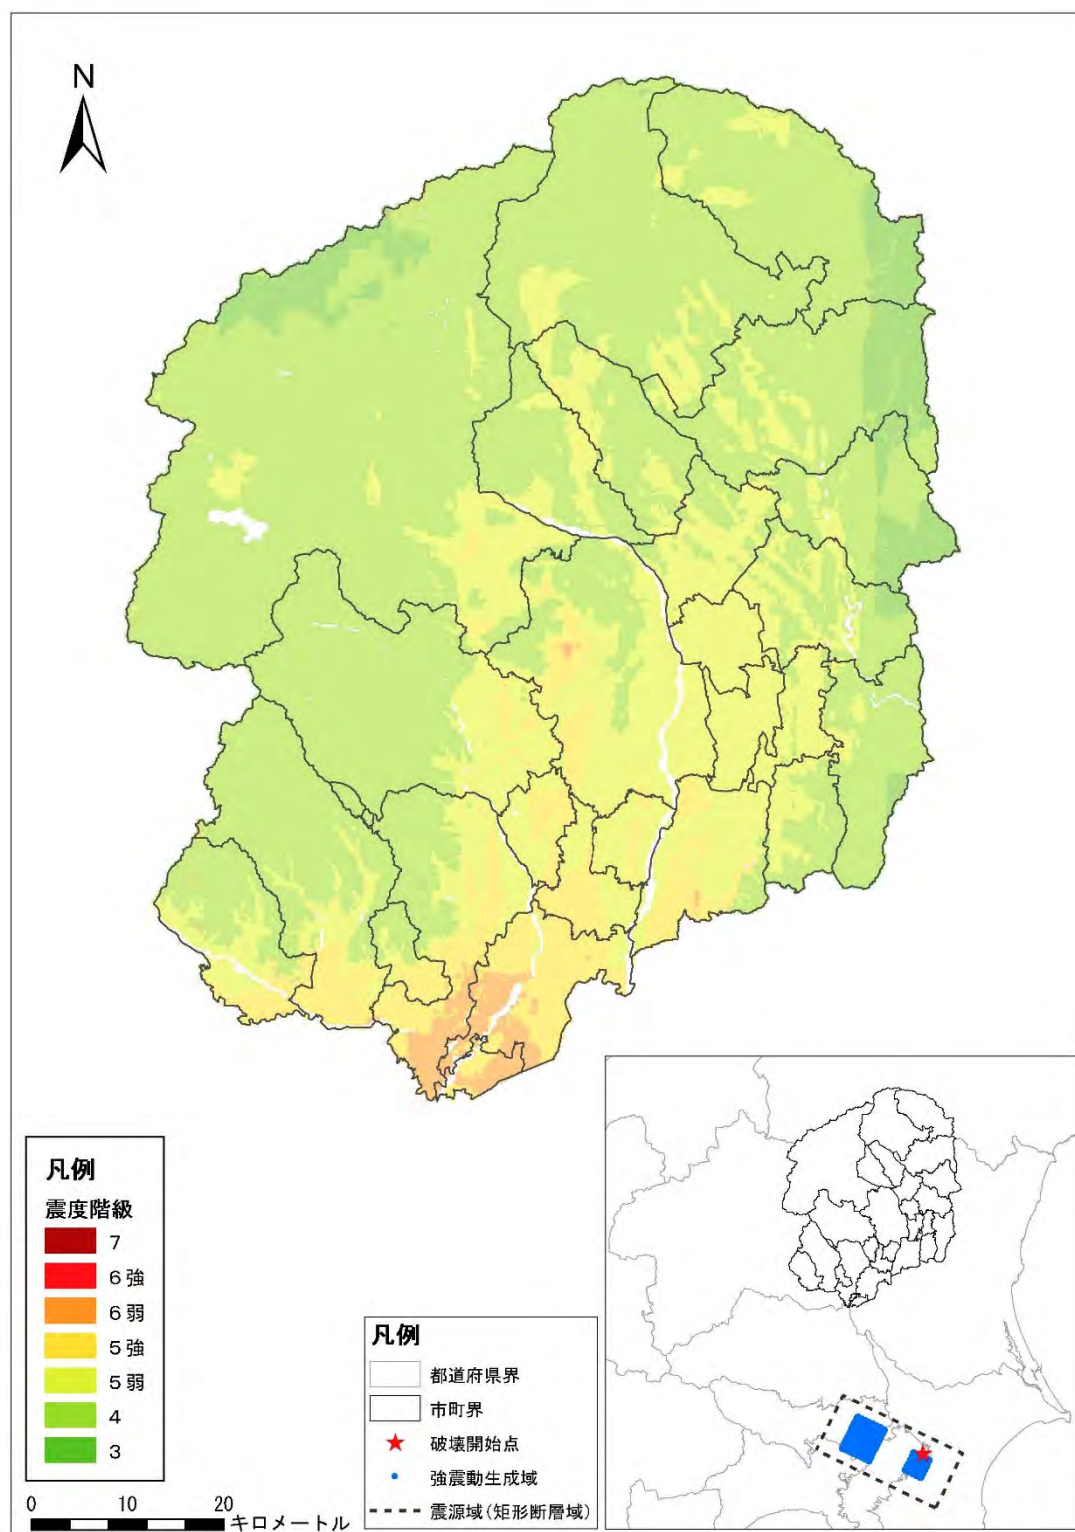 N
凡例
震度階級
7
6強
6弱
5強
5弱
4
3
0 10 20
キロメートル
凡例
都道府県界
市町界
破壊開始点
強震動生成域
震源域(矩形断層域)